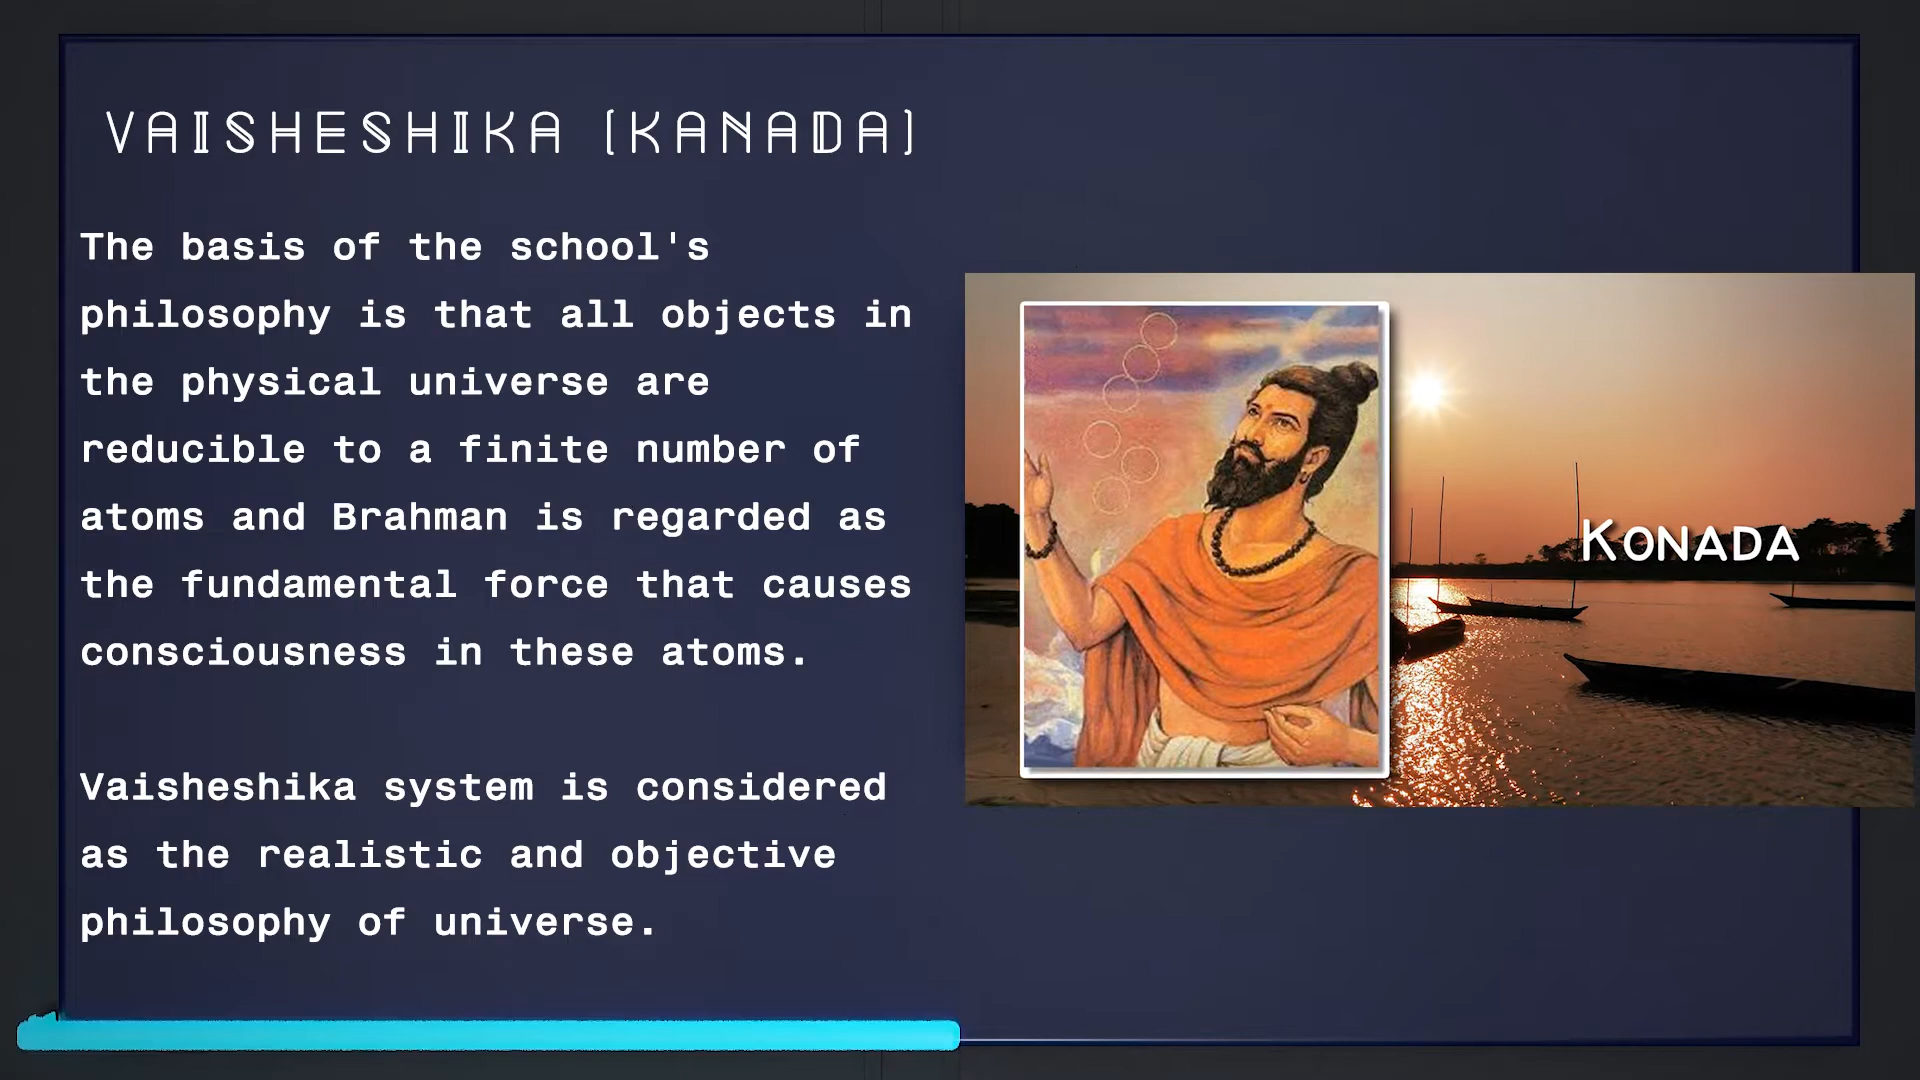 VAISHESHIKA (KANADA)
The basis of the school's
philosophy is that all objects in
the physical universe are
reducible to a finite number of
atoms and Brahman is regarded as
the fundamental force that causes
consciousness in these atoms.
Vaisheshika system is considered
as the realistic and objective
philosophy of universe.
KONADA